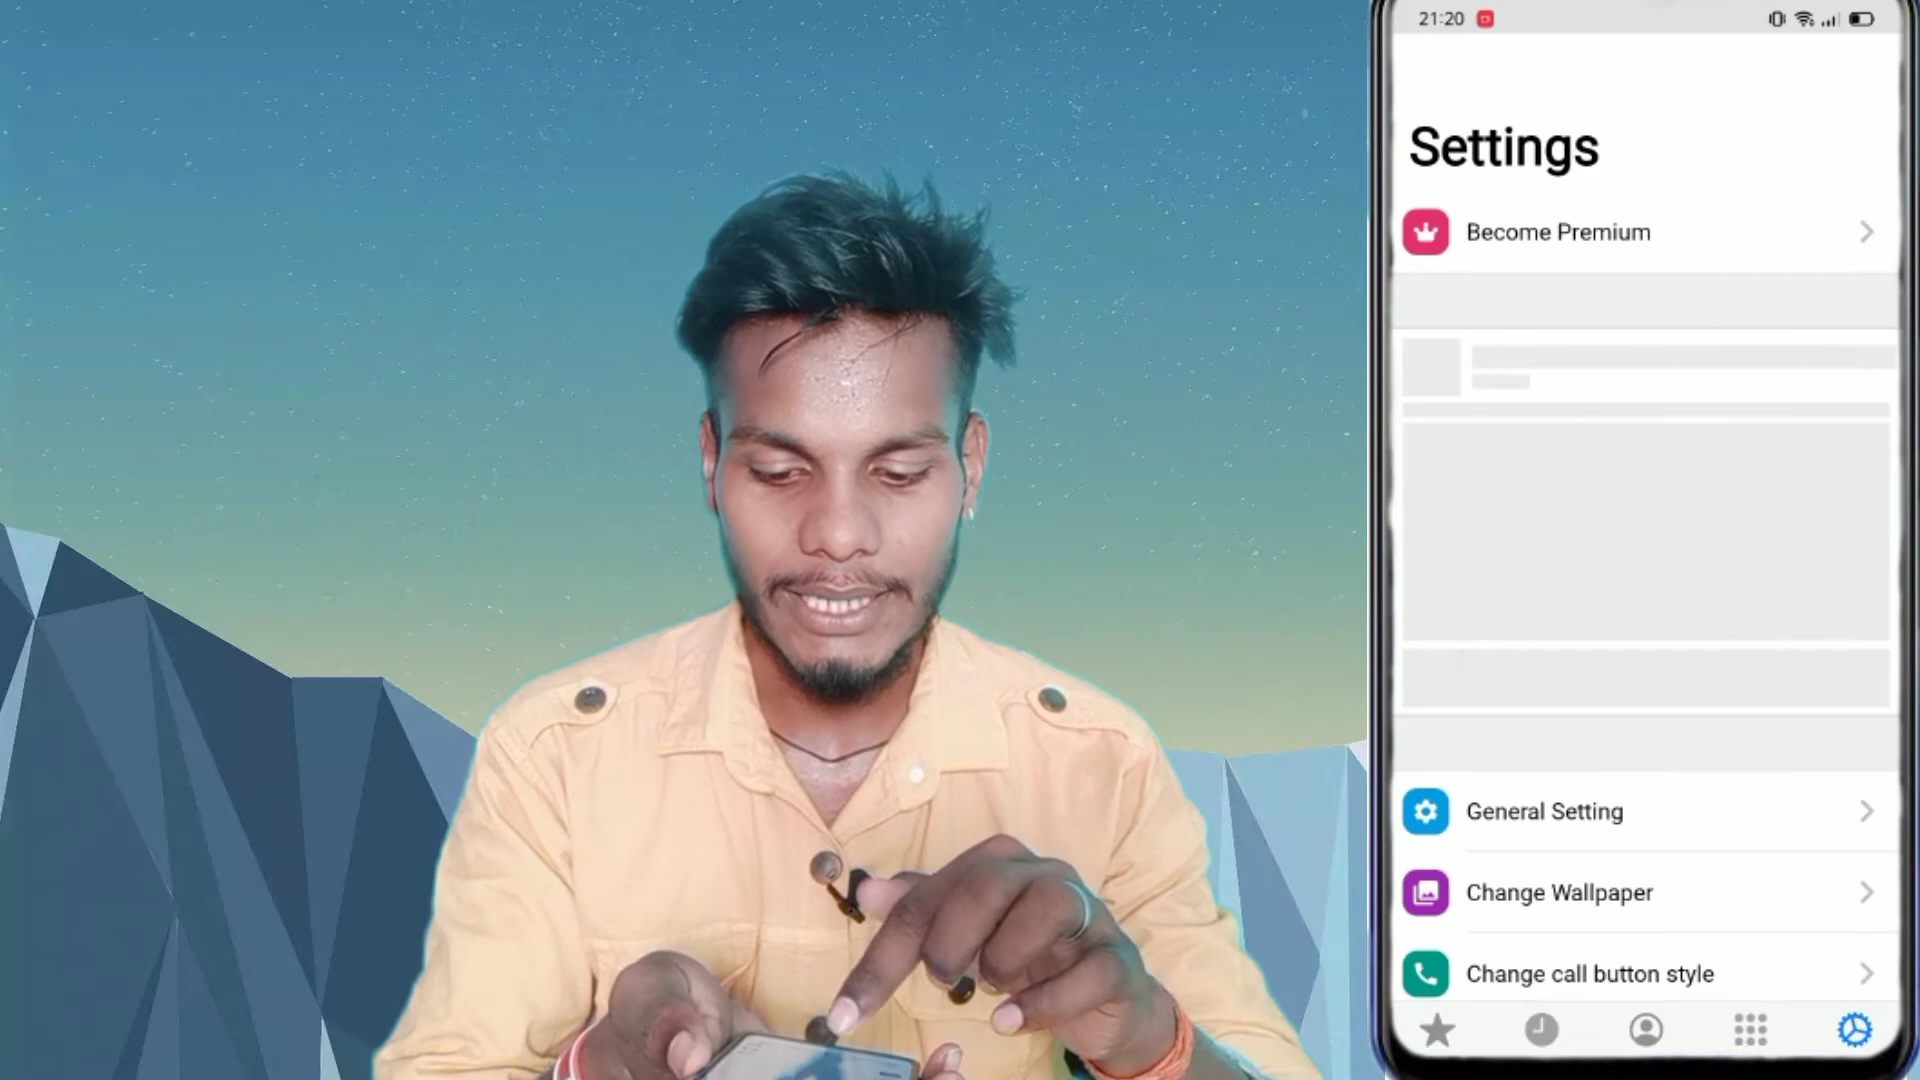 21:20
Settings
Become Premium
General Setting
Change Wallpaper
Change call button style